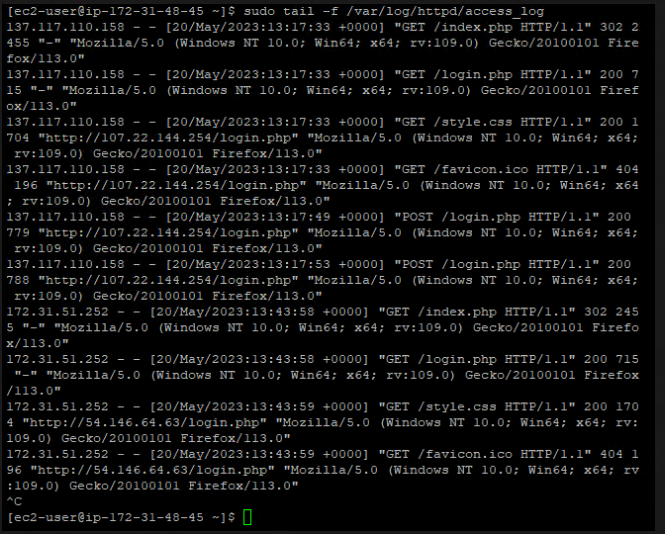 [ec2-user@ip-172-31-48-45 ~]$ sudo tail -f /var/log/httpd/access_log
137.117.110.158 - - [20/May/2023:13:17:33 +0000] "GET /index.php HTTP/1.1" 302 2
455 "-" "Mozilla/5.0 (Windows NT 10.0; Win64; x64; rv:109.0) Gecko/20100101 Fire
fox/113.0"
137.117.110.158 - - [20/May/2023:13:17:33 +0000] "GET /login.php HTTP/1.1" 200 7
15 "-" "Mozilla/5.0 (Windows NT 10.0; Win64; x64; rv:109.0) Gecko/20100101 Firef
ox/113.0"
137.117.110.158 - - [20/May/2023:13:17:33 +0000] "GET /style.css HTTP/1.1" 200 1
704 "http://107.22.144.254/login.php" "Mozilla/5.0 (Windows NT 10.0; Win64; x64;
 rv:109.0) Gecko/20100101 Firefox/113.0"
137.117.110.158 - - [20/May/2023:13:17:33 +0000] "GET /favicon.ico HTTP/1.1" 404
 196 "http://107.22.144.254/login.php" "Mozilla/5.0 (Windows NT 10.0; Win64; x64
; rv:109.0) Gecko/20100101 Firefox/113.0"
137.117.110.158 - - [20/May/2023:13:17:49 +0000] "POST /login.php HTTP/1.1" 200
779 "http://107.22.144.254/login.php" "Mozilla/5.0 (Windows NT 10.0; Win64; x64;
 rv:109.0) Gecko/20100101 Firefox/113.0"
137.117.110.158 - - [20/May/2023:13:17:53 +0000] "POST /login.php HTTP/1.1" 200
788 "http://107.22.144.254/login.php" "Mozilla/5.0 (Windows NT 10.0; Win64; x64;
 rv:109.0) Gecko/20100101 Firefox/113.0"
172.31.51.252 - - [20/May/2023:13:43:58 +0000] "GET /index.php HTTP/1.1" 302 245
5 "-" "Mozilla/5.0 (Windows NT 10.0; Win64; x64; rv:109.0) Gecko/20100101 Firefo
x/113.0"
172.31.51.252 - - [20/May/2023:13:43:58 +0000] "GET /login.php HTTP/1.1" 200 715
 "-" "Mozilla/5.0 (Windows NT 10.0; Win64; x64; rv:109.0) Gecko/20100101 Firefox
/113.0"
172.31.51.252 - - [20/May/2023:13:43:59 +0000] "GET /style.css HTTP/1.1" 200 170
4 "http://54.146.64.63/login.php" "Mozilla/5.0 (Windows NT 10.0; Win64; x64; rv:
109.0) Gecko/20100101 Firefox/113.0"
172.31.51.252 - - [20/May/2023:13:43:59 +0000] "GET /favicon.ico HTTP/1.1" 404 1
96 "http://54.146.64.63/login.php" "Mozilla/5.0 (Windows NT 10.0; Win64; x64; rv
:109.0) Gecko/20100101 Firefox/113.0"
^C
[ec2-user@ip-172-31-48-45 ~]$